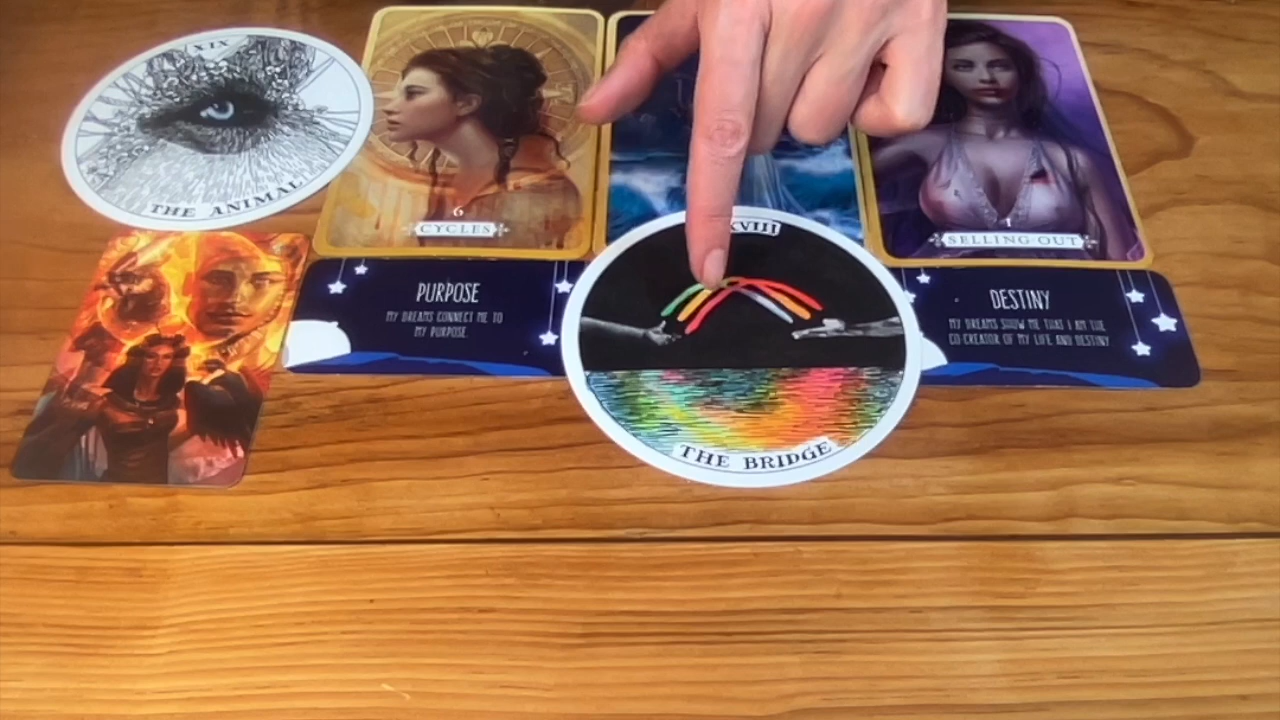 XIX
THE ANIMAL
6
CYCLES
PURPOSE
MY DREAMS CONNECT ME TO
MY PURPOSE.
XVIII
THE BRIDGE
1
SELLING OUT
DESTINY
MY DREAMS SHOW ME THAT I AM THE
CO-CREATOR OF MY LIFE AND DESTINY